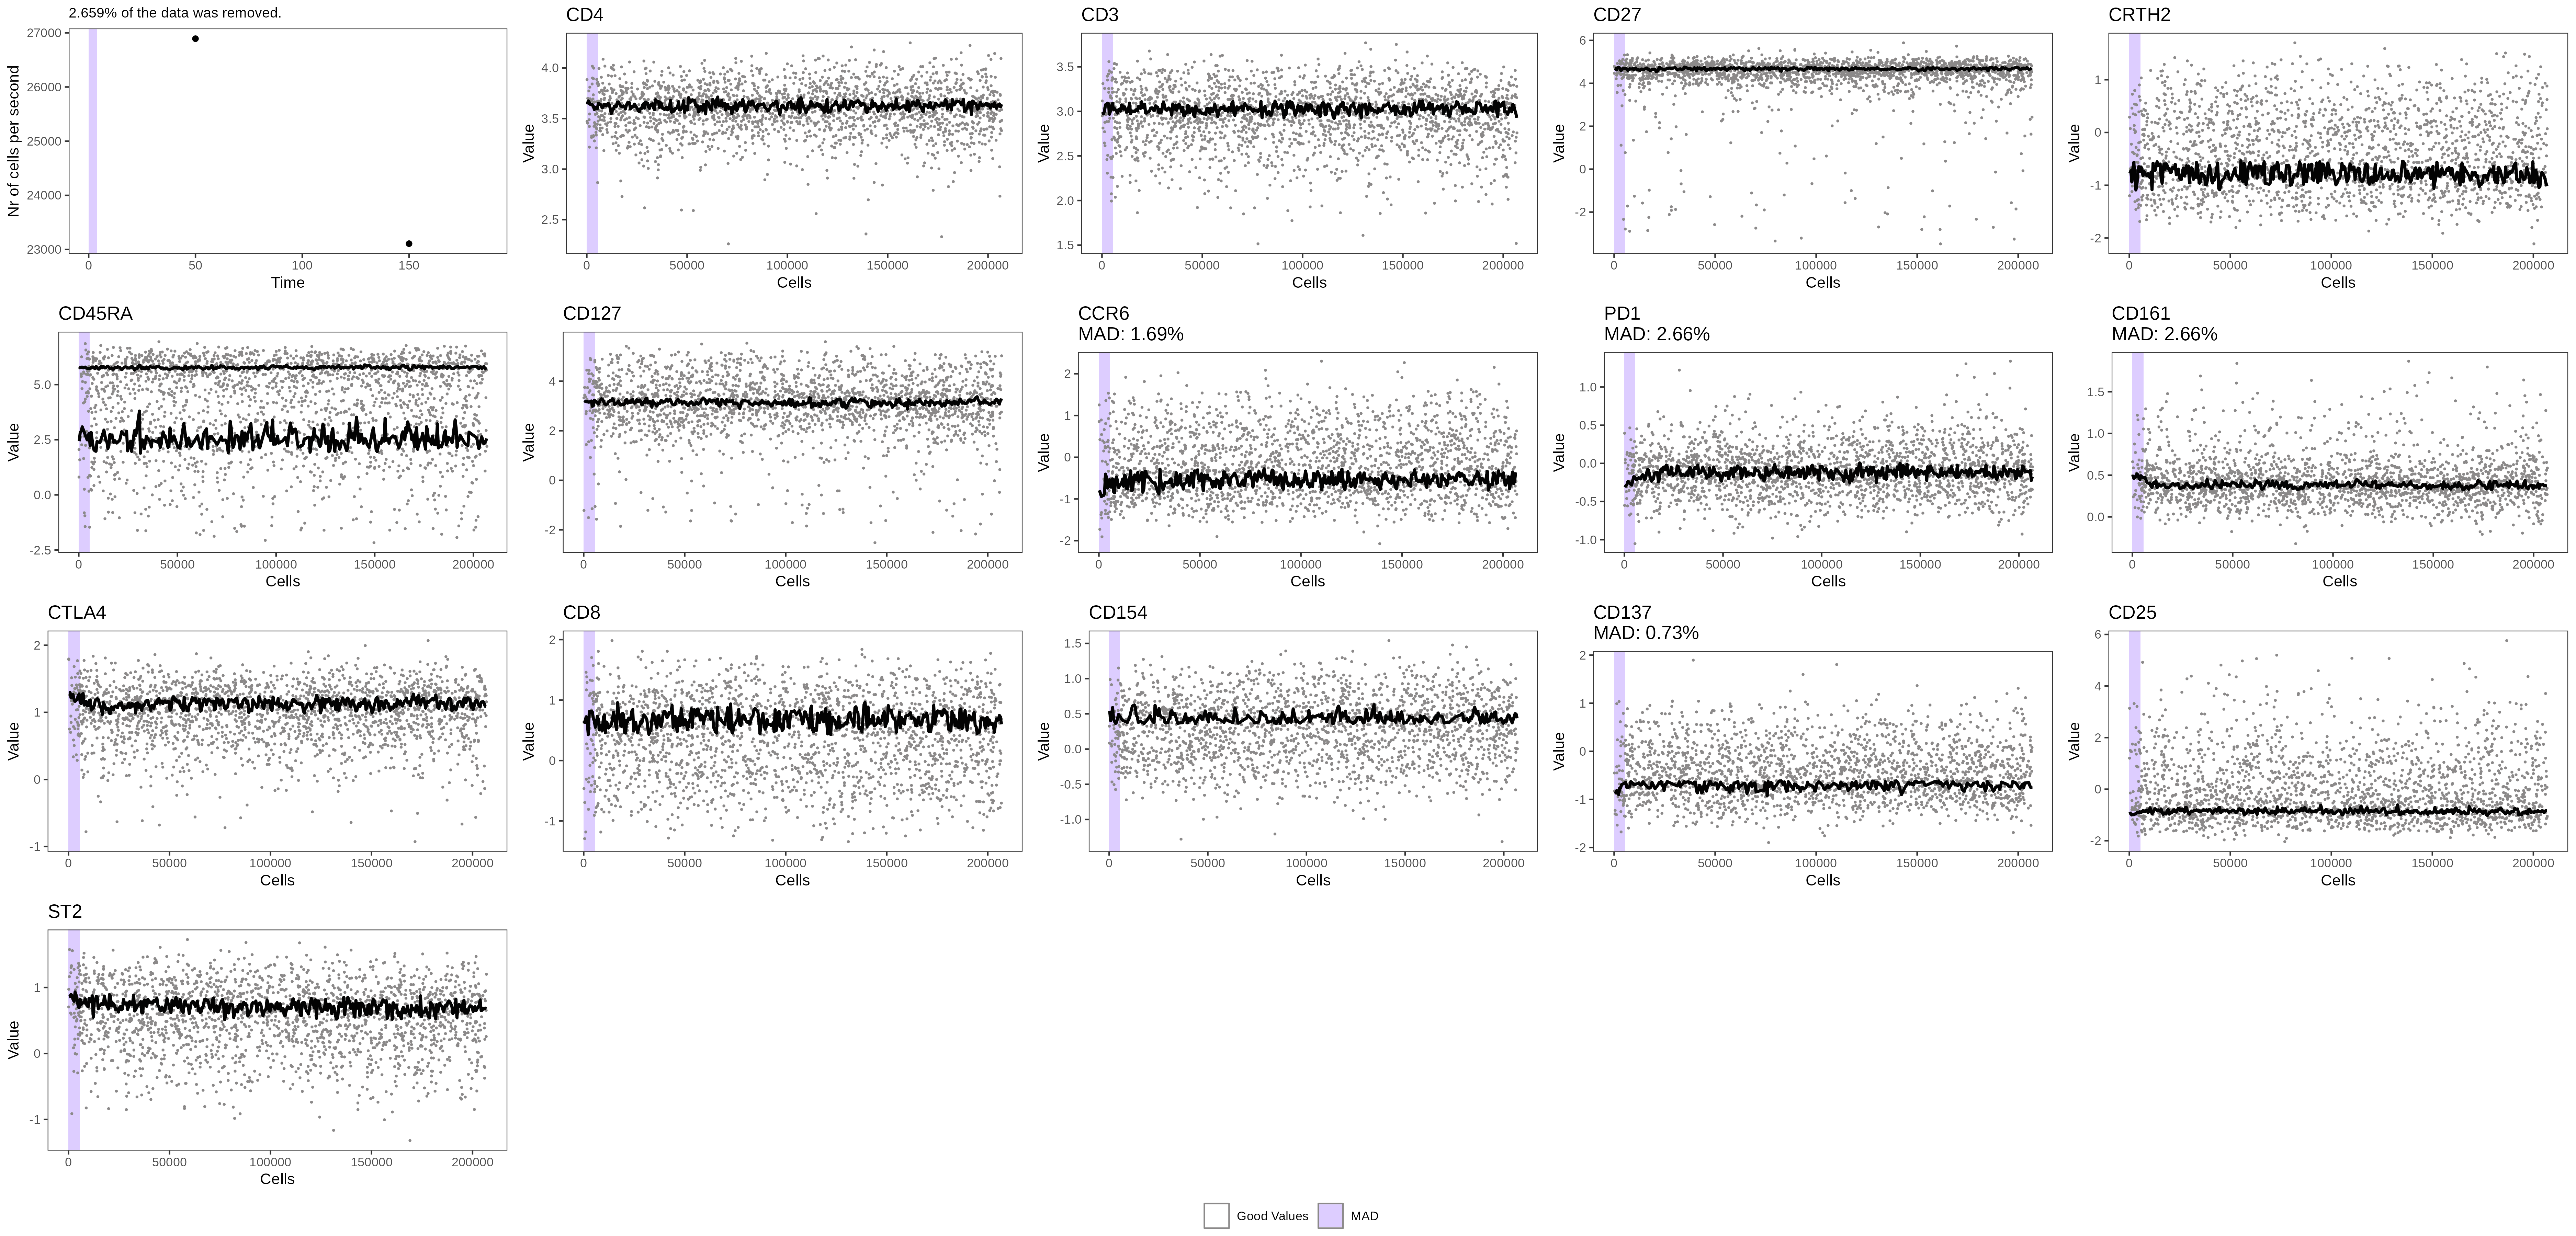 2.659% of the data was removed.
Nr of cells per second
27000
26000
25000
24000
23000
0 50 100 150
Time
CD4
Value
4.0
3.5
3.0
2.5
0 50000 100000 150000 200000
Cells
CD3
Value
3.5
3.0
2.5
2.0
1.5
0 50000 100000 150000 200000
Cells
CD27
Value
6
4
2
0
-2
0 50000 100000 150000 200000
Cells
CRTH2
Value
1
0
-1
-2
0 50000 100000 150000 200000
Cells
CD45RA
Value
5.0
2.5
0.0
-2.5
0 50000 100000 150000 200000
Cells
CD127
Value
4
2
0
-2
0 50000 100000 150000 200000
Cells
CCR6
MAD: 1.69%
Value
2
1
0
-1
-2
0 50000 100000 150000 200000
Cells
PD1
MAD: 2.66%
Value
1.0
0.5
0.0
-0.5
-1.0
0 50000 100000 150000 200000
Cells
CD161
MAD: 2.66%
Value
1.5
1.0
0.5
0.0
0 50000 100000 150000 200000
Cells
CTLA4
Value
2
1
0
-1
0 50000 100000 150000 200000
Cells
CD8
Value
2
1
0
-1
0 50000 100000 150000 200000
Cells
CD154
Value
1.5
1.0
0.5
0.0
-0.5
-1.0
0 50000 100000 150000 200000
Cells
CD137
MAD: 0.73%
Value
2
1
0
-1
-2
0 50000 100000 150000 200000
Cells
CD25
Value
6
4
2
0
-2
0 50000 100000 150000 200000
Cells
ST2
Value
1
0
-1
0 50000 100000 150000 200000
Cells
Good Values MAD